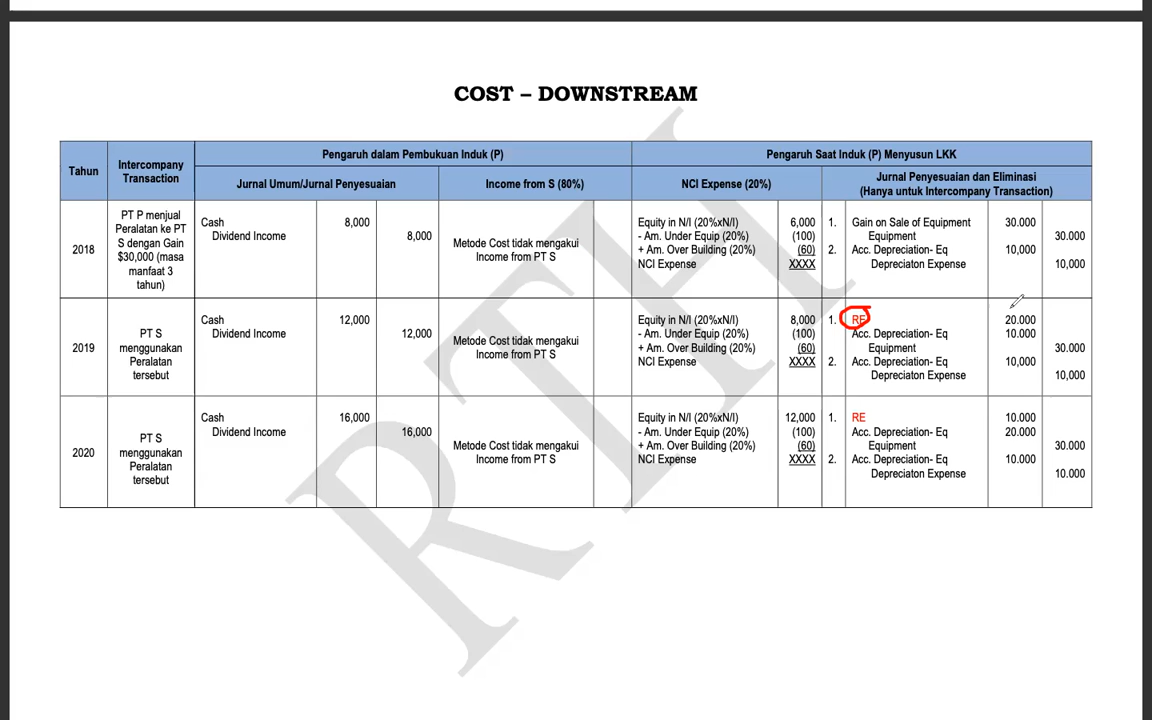 COST – DOWNSTREAM
Tahun
Intercompany
Transaction
Pengaruh dalam Pembukuan Induk (P)
Pengaruh Saat Induk (P) Menyusun LKK
Jurnal Umum/Jurnal Penyesuaian
Income from S (80%)
NCI Expense (20%)
Jurnal Penyesuaian dan Eliminasi
(Hanya untuk Intercompany Transaction)
2018
PT P menjual
Peralatan ke PT
S dengan Gain
$30,000 (masa
manfaat 3
tahun)
Cash 8,000
Dividend Income 8,000
Metode Cost tidak mengakui
Income from PT S
Equity in N/I (20%xN/I) 6,000
- Am. Under Equip (20%) (100)
+ Am. Over Building (20%) (60)
NCI Expense XXXX
1. Gain on Sale of Equipment 30.000
Equipment 30.000
2. Acc. Depreciation- Eq 10,000
Depreciaton Expense 10,000
2019
PT S
menggunakan
Peralatan
tersebut
Cash 12,000
Dividend Income 12,000
Metode Cost tidak mengakui
Income from PT S
Equity in N/I (20%xN/I) 8,000
- Am. Under Equip (20%) (100)
+ Am. Over Building (20%) (60)
NCI Expense XXXX
1. RE 20.000
Acc. Depreciation- Eq 10.000
Equipment 30.000
2. Acc. Depreciation- Eq 10,000
Depreciaton Expense 10,000
2020
PT S
menggunakan
Peralatan
tersebut
Cash 16,000
Dividend Income 16,000
Metode Cost tidak mengakui
Income from PT S
Equity in N/I (20%xN/I) 12,000
- Am. Under Equip (20%) (100)
+ Am. Over Building (20%) (60)
NCI Expense XXXX
1. RE 10.000
Acc. Depreciation- Eq 20.000
Equipment 30.000
2. Acc. Depreciation- Eq 10.000
Depreciaton Expense 10.000
RTH